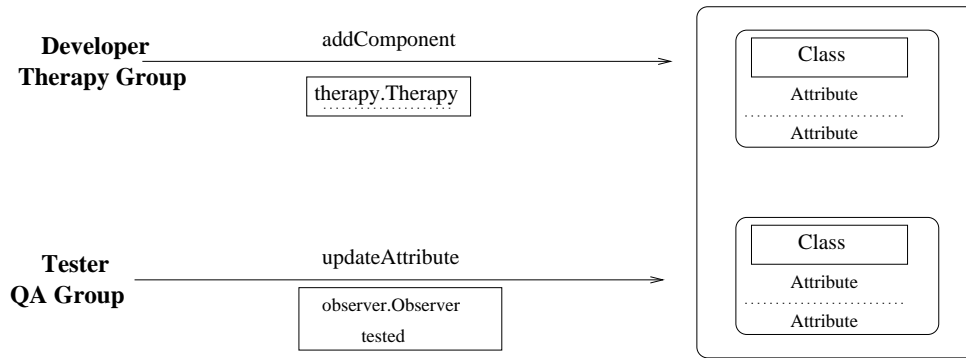 Developer
Therapy Group
addComponent
therapy.Therapy
Class
Attribute
Attribute
Tester
QA Group
updateAttribute
observer.Observer
tested
Class
Attribute
Attribute